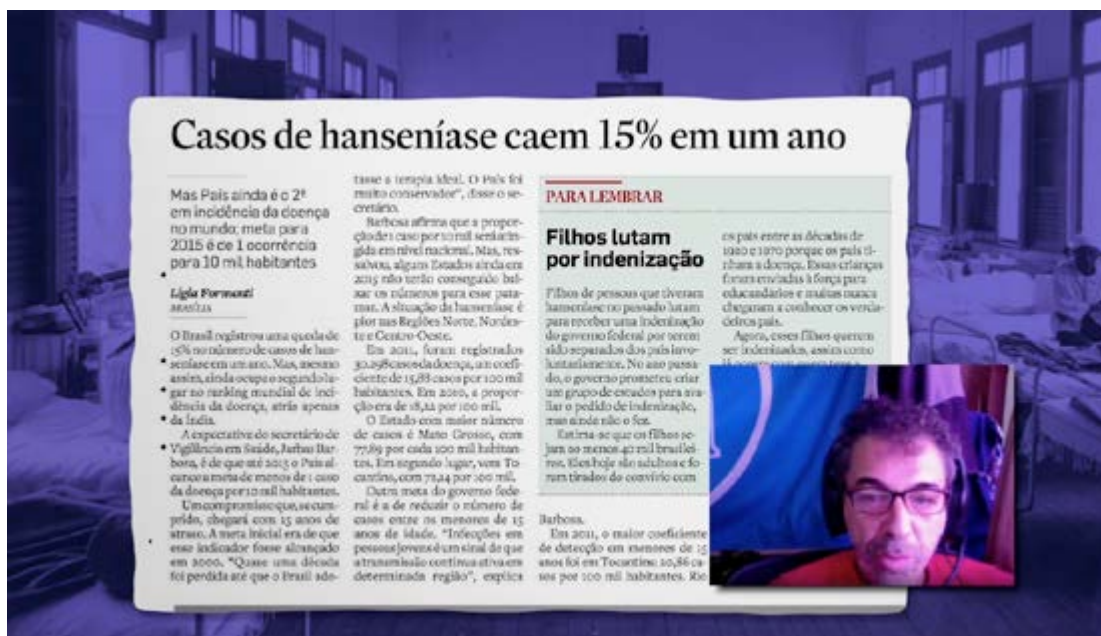 Casos de hanseníase caem 15% em um ano
Mas País ainda é o 2º
em incidência da doença
no mundo; meta para
2015 é de 1 ocorrência
para 10 mil habitantes
Lígia Formenti
BRASÍLIA
O Brasil registrou uma queda de
15% no número de casos de han-
seníase em um ano. Mas, mesmo
assim, ainda ocupa o segundo lu-
gar no ranking mundial de inci-
dência da doença, atrás apenas
da Índia.
A expectativa do secretário de
Vigilância em Saúde, Jarbas Bar-
bosa, é de que até 2015 o País al-
cance a meta de menos de 1 caso
da doença por 10 mil habitantes.
Um compromisso que, se cum-
prido, chegará com 15 anos de
atraso. A meta inicial era de que
esse indicador fosse alcançado
em 2000. "Quase uma década
foi perdida até que o Brasil ado-
tasse a terapia ideal. O País foi
muito conservador", disse o se-
cretário.
Barbosa afirma que a propor-
ção de 1 caso por 10 mil será atin-
gida em nível nacional. Mas, res-
salvou, alguns Estados ainda em
2015 não terão conseguido bai-
xar os números para esse pata-
mar. A situação da hanseníase é
pior nas Regiões Norte, Nordes-
te e Centro-Oeste.
Em 2011, foram registrados
30.298 casos da doença, um coefi-
ciente de 15,88 casos por 100 mil
habitantes. Em 2010, a propor-
ção era de 18,22 por 100 mil.
O Estado com maior número
de casos é Mato Grosso, com
77,89 por cada 100 mil habitan-
tes. Em segundo lugar, vem To-
cantins, com 71,14 por 100 mil.
Outra meta do governo fede-
ral é a de reduzir o número de
casos entre os menores de 15
anos de idade. "Infecções em
pessoas jovens é um sinal de que
a transmissão continua ativa em
determinada região", explica
Barbosa.
Em 2011, o maior coeficiente
de detecção em menores de 15
anos foi em Tocantins: 20,86 ca-
sos por 100 mil habitantes. Rio
PARA LEMBRAR
Filhos lutam
por indenização
Filhos de pessoas que tiveram
hanseníase no passado lutam
para receber uma indenização
do governo federal por terem
sido separados dos pais invo-
luntariamente. No ano passa-
do, o governo prometeu criar
um grupo de estudos para ava-
liar o pedido de indenização,
mas ainda não o fez.
Estima-se que os filhos se-
jam ao menos 40 mil brasilei-
ros. Eles hoje são adultos e fo-
ram tirados do convívio com
os pais entre as décadas de
1920 e 1970 porque os pais ti-
nham a doença. Essas crianças
foram enviadas à força para
educandários e muitas nunca
chegaram a conhecer os verda-
deiros pais.
Agora, esses filhos querem
ser indenizados, assim como